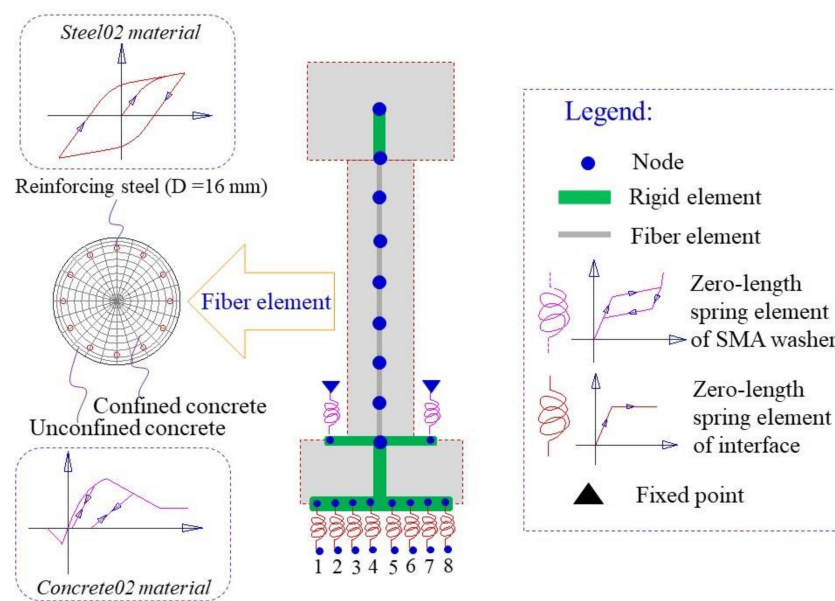 Steel02 material
Reinforcing steel (D =16 mm)
Fiber element
Confined concrete
Unconfined concrete
Concrete02 material
1 2 3 4 5 6 7 8
Legend:
Node
Rigid element
Fiber element
Zero-length
spring element
of SMA washer
Zero-length
spring element
of interface
Fixed point